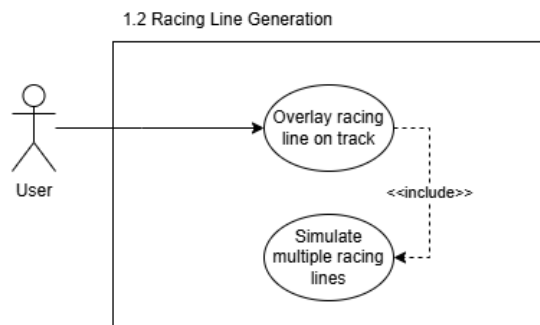 1.2 Racing Line Generation
Overlay racing
line on track
User
<<include>>
Simulate
multiple racing
lines